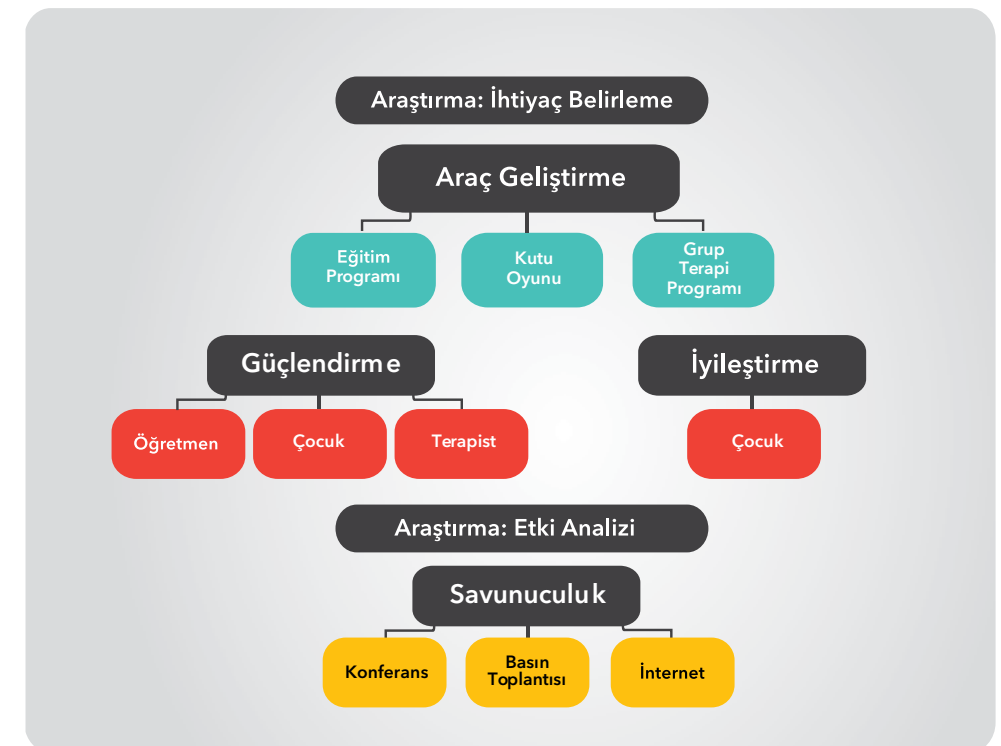 Araştırma: İhtiyaç Belirleme
Araç Geliştirme
Eğitim
Programı
Kutu
Oyunu
Grup
Terapi
Programı
Güçlendirme
İyileştirme
Öğretmen
Çocuk
Terapist
Çocuk
Araştırma: Etki Analizi
Savunuculuk
Konferans
Basın
Toplantısı
İnternet